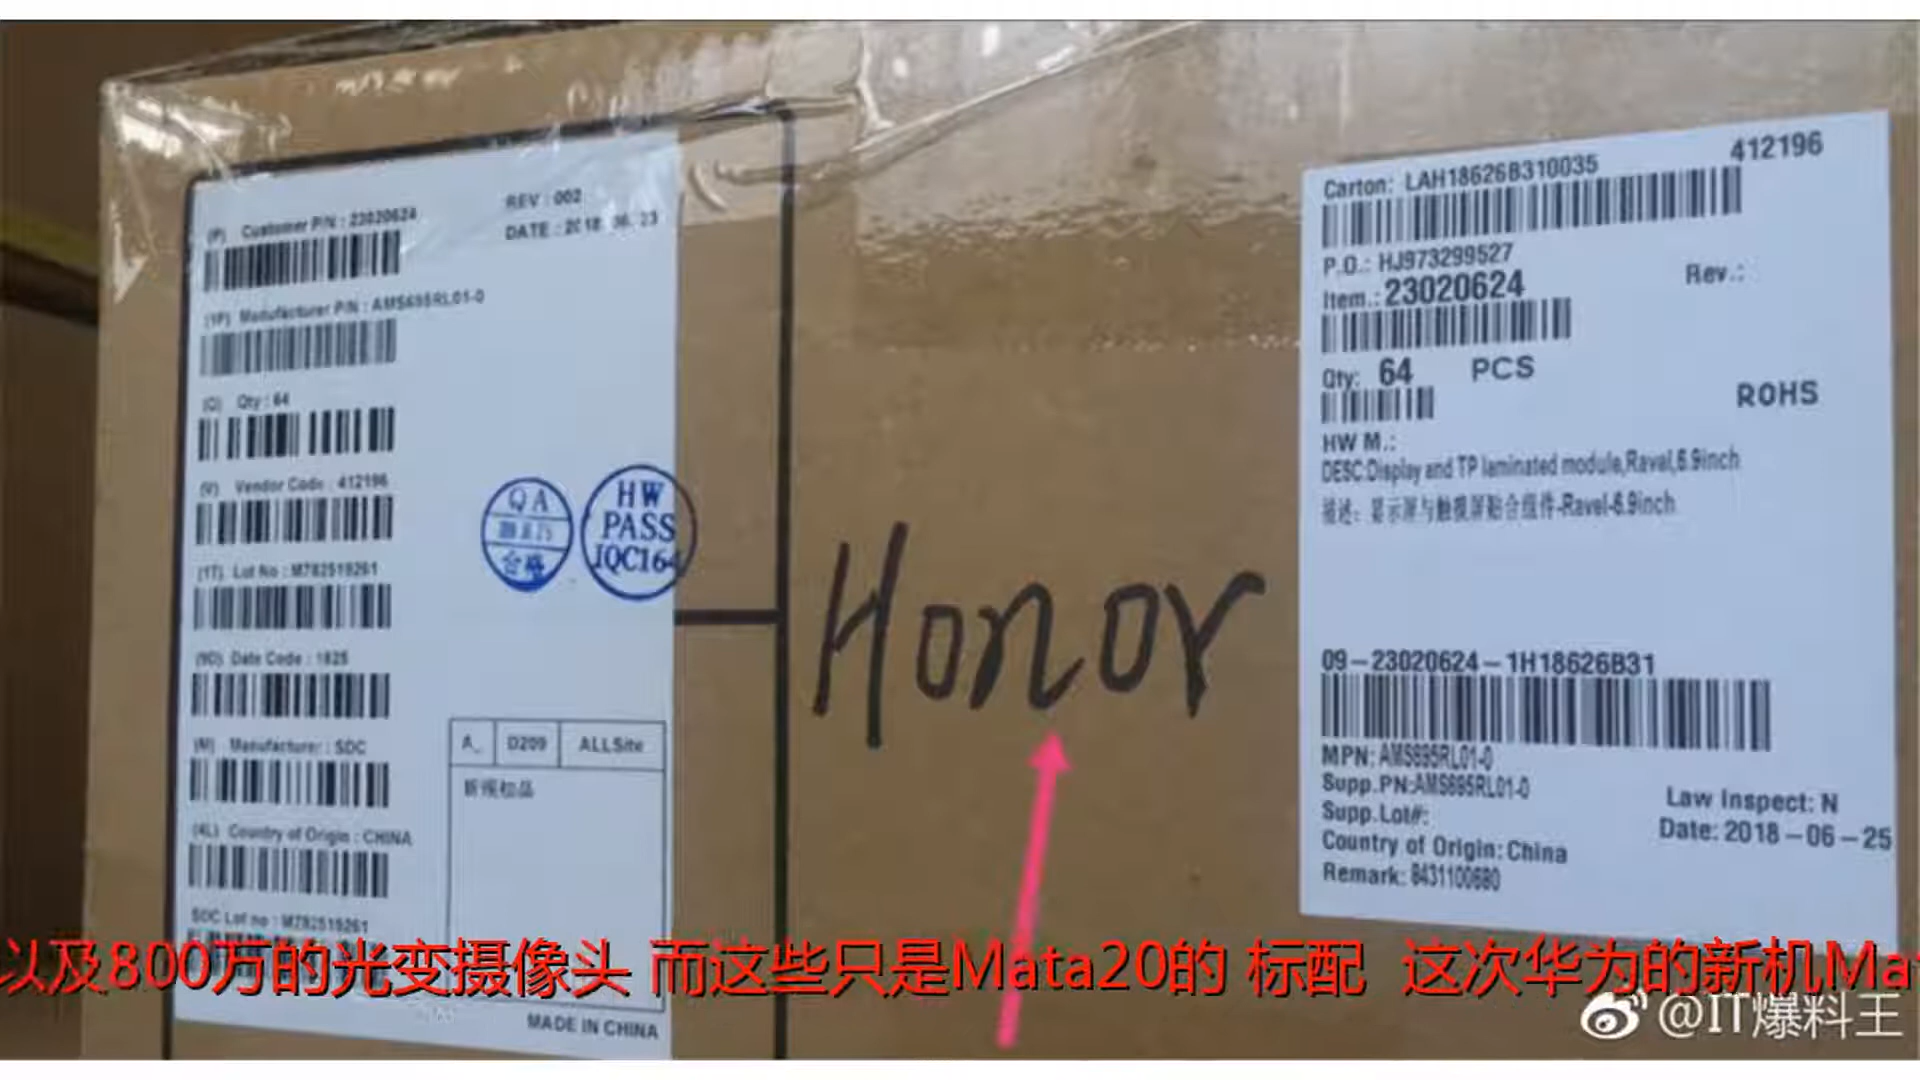 (P) Customer P/N : 23020624
REV : 002
DATE : 2018.06.23
(1P) Manufacturer P/N : AMS695RL01-0
(Q) Qty : 64
(V) Vendor Code : 412196
(1T) Lot No : M782519261
(9D) Date Code : 1825
(M) Manufacturer : SDC
(4L) Country of Origin : CHINA
SDC Lot no : M782519261
QA
合格
HW
PASS
IQC164
A_ D209 ALLSite
MADE IN CHINA
Honor
412196
Carton: LAH18626B310035
P.O.: HJ973299527
Item.: 23020624
Rev.:
Qty: 64 PCS
ROHS
HW M.:
DESC:Display and TP laminated module,Ravel,6.9inch
描述：显示屏与触摸屏贴合组件-Ravel-6.9inch
09-23020624-1H18626B31
MPN: AMS695RL01-0
Supp.PN:AMS695RL01-0
Supp.Lot#:
Law Inspect: N
Country of Origin: China
Date: 2018-06-25
Remark: 8431100680
以及800万的光变摄像头 而这些只是Mata20的 标配 这次华为的新机Ma
@IT爆料王